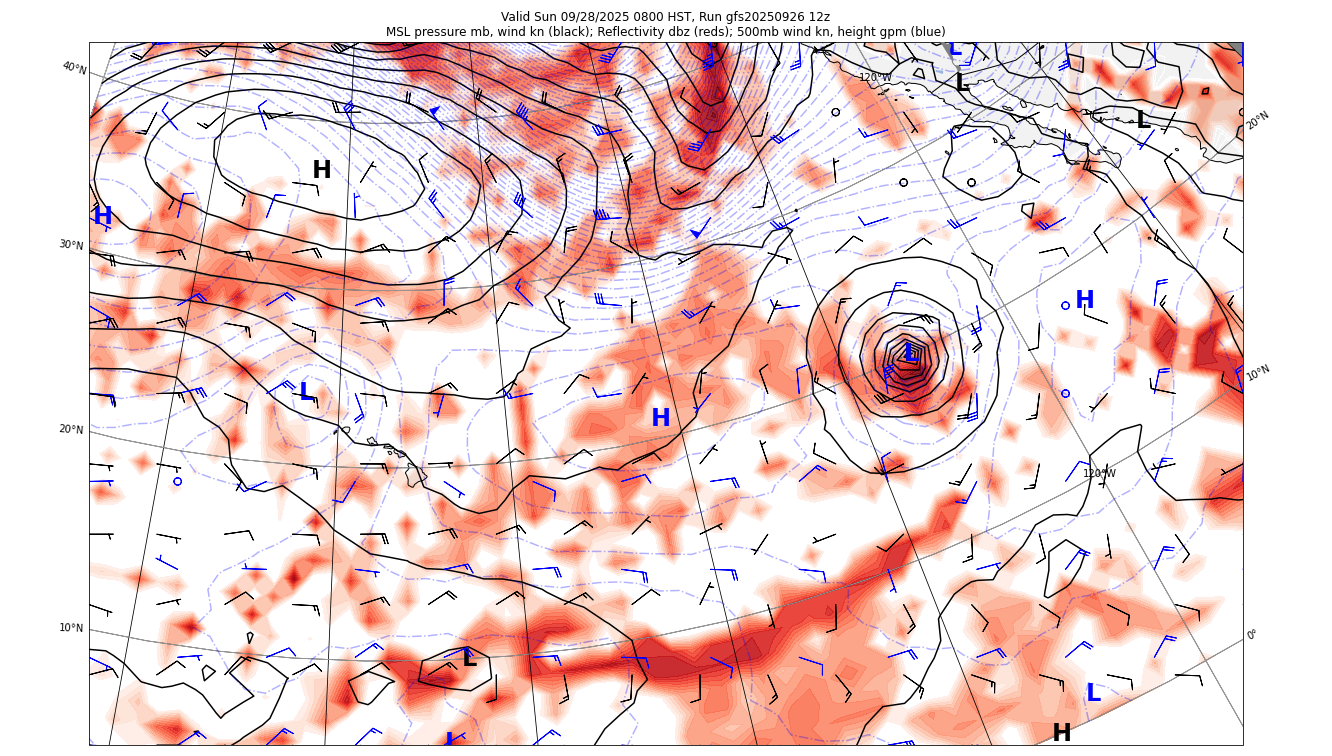 Valid Sun 09/28/2025 0800 HST, Run gfs20250926 12z
MSL pressure mb, wind kn (black); Reflectivity dbz (reds); 500mb wind kn, height gpm (blue)
L
40°N
120°W
L
L
20°N
H
H
30°N
H
L
10°N
L
H
20°N
120°W
10°N
0°
L
L
H
L